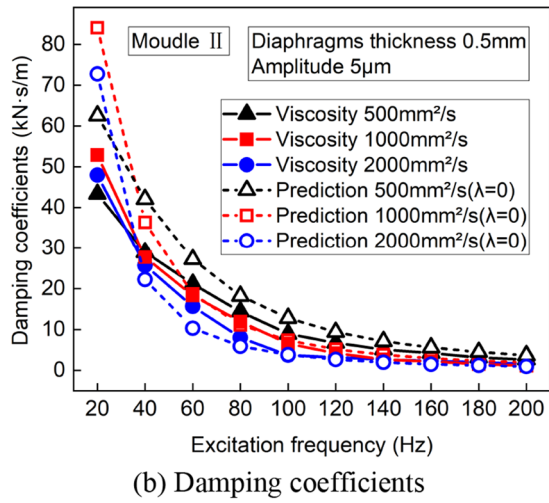 Damping coefficients (kN·s/m)
80
70
60
50
40
30
20
10
0
Moudle Ⅱ
Diaphragms thickness 0.5mm
Amplitude 5μm
Viscosity 500mm²/s
Viscosity 1000mm²/s
Viscosity 2000mm²/s
Prediction 500mm²/s(λ=0)
Prediction 1000mm²/s(λ=0)
Prediction 2000mm²/s(λ=0)
20 40 60 80 100 120 140 160 180 200
Excitation frequency (Hz)
(b) Damping coefficients